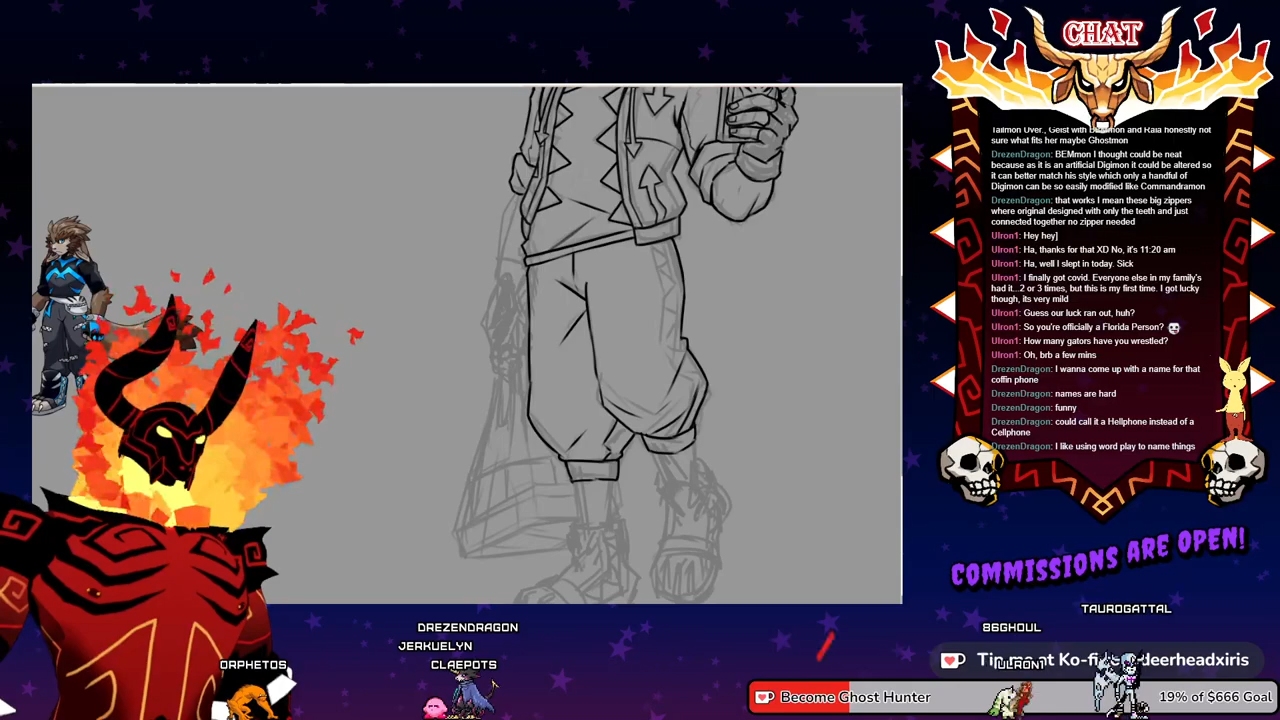 CHAT
Tailmon Uver., Geist with and Raia honestly not
sure what fits her maybe Ghostmon
DrezenDragon: BEMmon I thought could be neat
because as it is an artificial Digimon it could be altered so
it can better match his style which only a handful of
Digimon can be so easily modified like Commandramon
DrezenDragon: that works I mean these big zippers
where original designed with only the teeth and just
connected together no zipper needed
Ulron1: Hey hey]
Ulron1: Ha, thanks for that XD No, it's 11:20 am
Ulron1: Ha, well I slept in today. Sick
Ulron1: I finally got covid. Everyone else in my family's
had it...2 or 3 times, but this is my first time. I got lucky
though, its very mild
Ulron1: Guess our luck ran out, huh?
Ulron1: So you're officially a Florida Person?
Ulron1: How many gators have you wrestled?
Ulron1: Oh, brb a few mins
DrezenDragon: I wanna come up with a name for that
coffin phone
DrezenDragon: names are hard
DrezenDragon: funny
DrezenDragon: could call it a Hellphone instead of a
Cellphone
DrezenDragon: I like using word play to name things
COMMISSIONS ARE OPEN!
TAUROGATTAL
DREZENDRAGON
86GHOUL
JERKUELYN
ORPHETOS
CLAEPOTS
ULRON1
Tip me at Ko-fi deerheadxiris
Become Ghost Hunter
19% of $666 Goal